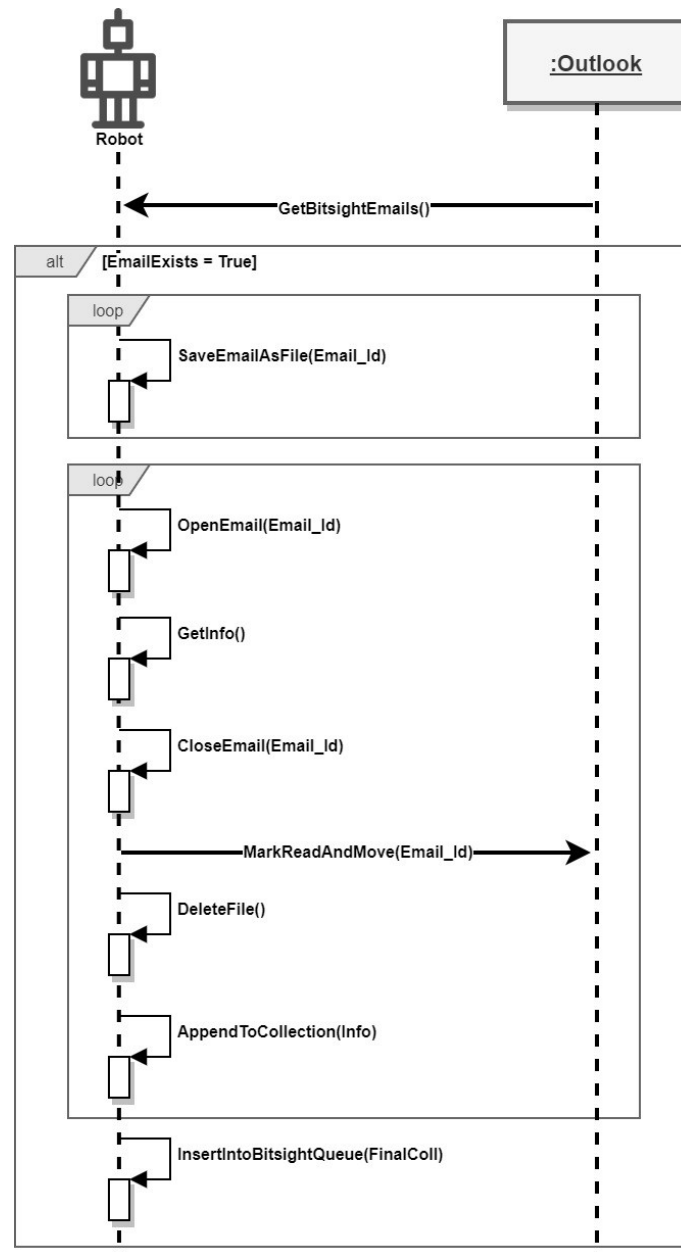 Robot
:Outlook
GetBitsightEmails()
alt
[EmailExists = True]
loop
SaveEmailAsFile(Email_Id)
loop
OpenEmail(Email_Id)
GetInfo()
CloseEmail(Email_Id)
MarkReadAndMove(Email_Id)
DeleteFile()
AppendToCollection(Info)
InsertIntoBitsightQueue(FinalColl)